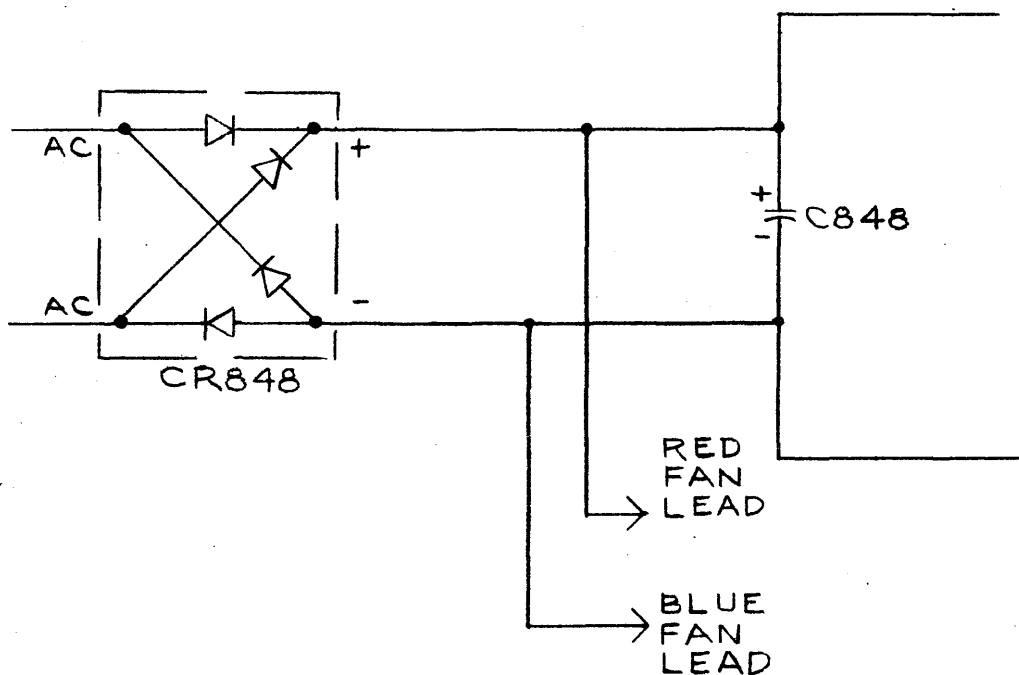 AC
+
+
C848
-
AC
-
CR848
RED
FAN
LEAD
BLUE
FAN
LEAD